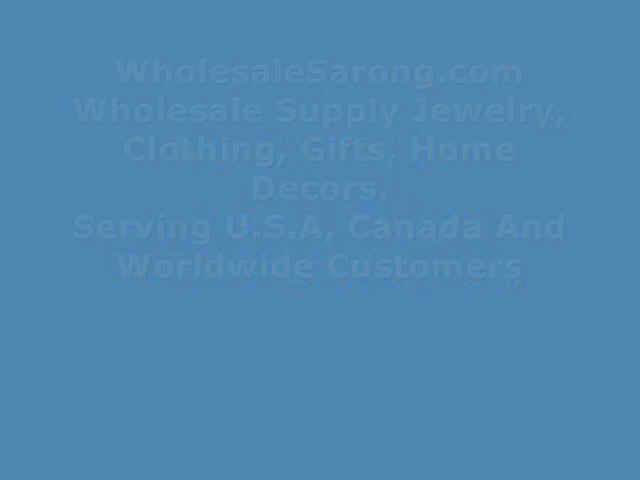 WholesaleSarong.com
Wholesale Supply Jewelry,
Clothing, Gifts, Home
Decors.
Serving U.S.A, Canada And
Worldwide Customers